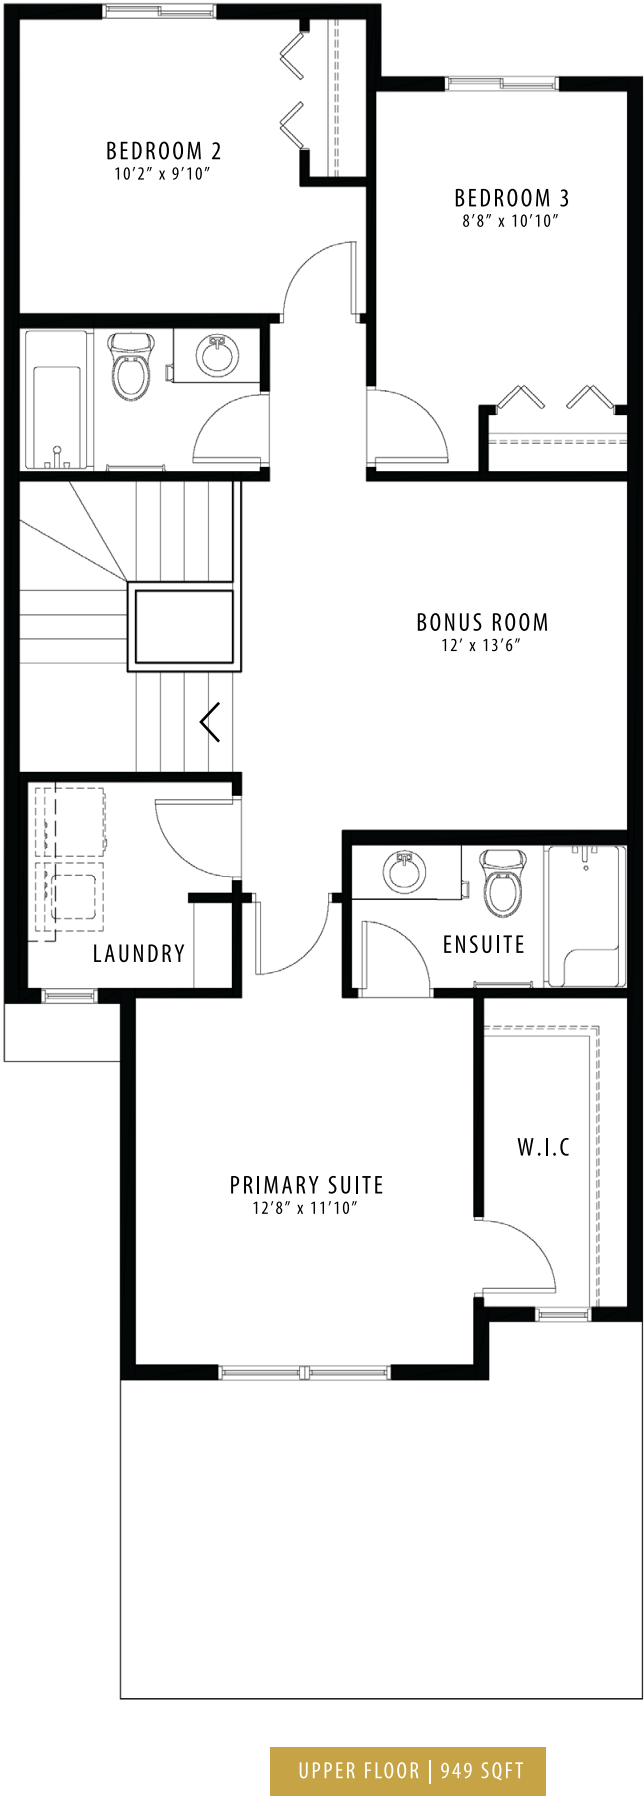 BEDROOM 2
10'2" x 9'10"
BEDROOM 3
8'8" x 10'10"
BONUS ROOM
12' x 13'6"
LAUNDRY
ENSUITE
W.I.C
PRIMARY SUITE
12'8" x 11'10"
UPPER FLOOR | 949 SQFT